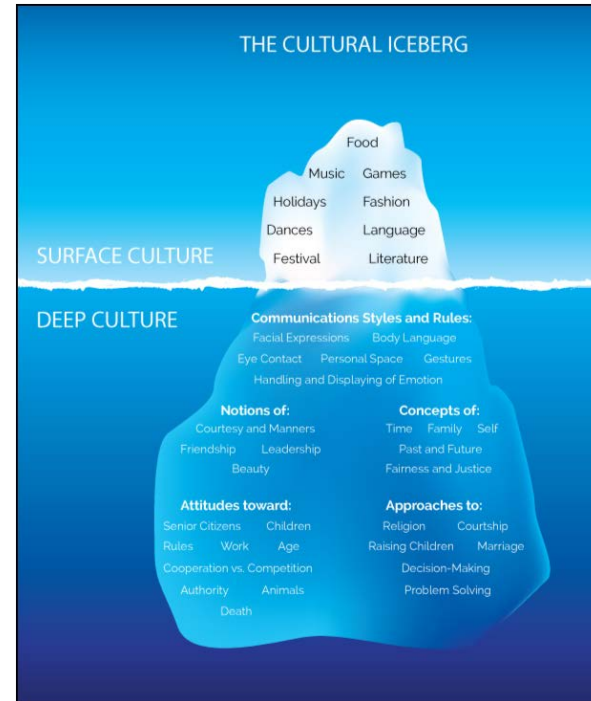 THE CULTURAL ICEBERG
Food
Music Games
Holidays Fashion
Dances Language
SURFACE CULTURE
Festival Literature
DEEP CULTURE
Communications Styles and Rules:
Facial Expressions Body Language
Eye Contact Personal Space Gestures
Handling and Displaying of Emotion
Notions of:
Courtesy and Manners
Friendship Leadership
Beauty
Concepts of:
Time Family Self
Past and Future
Fairness and Justice
Attitudes toward:
Senior Citizens Children
Rules Work Age
Cooperation vs. Competition
Authority Animals
Death
Approaches to:
Religion Courtship
Raising Children Marriage
Decision-Making
Problem Solving